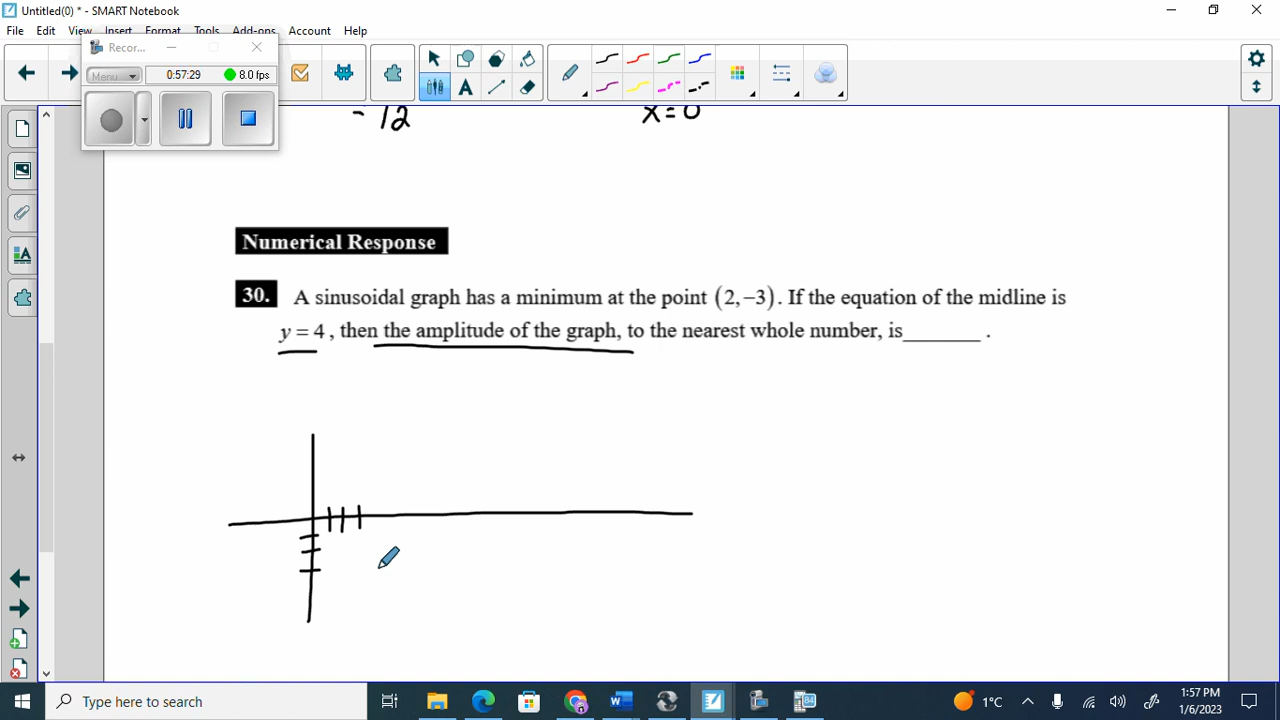 Untitled(0) * - SMART Notebook
File Edit View Insert Format Tools Add-ons Account Help
Recor...
Menu 0:57:29 8.0 fps
- 12 x = 0
Numerical Response
30. A sinusoidal graph has a minimum at the point (2,−3). If the equation of the midline is
y = 4 , then the amplitude of the graph, to the nearest whole number, is_______ .
Type here to search
1°C
1:57 PM
1/6/2023